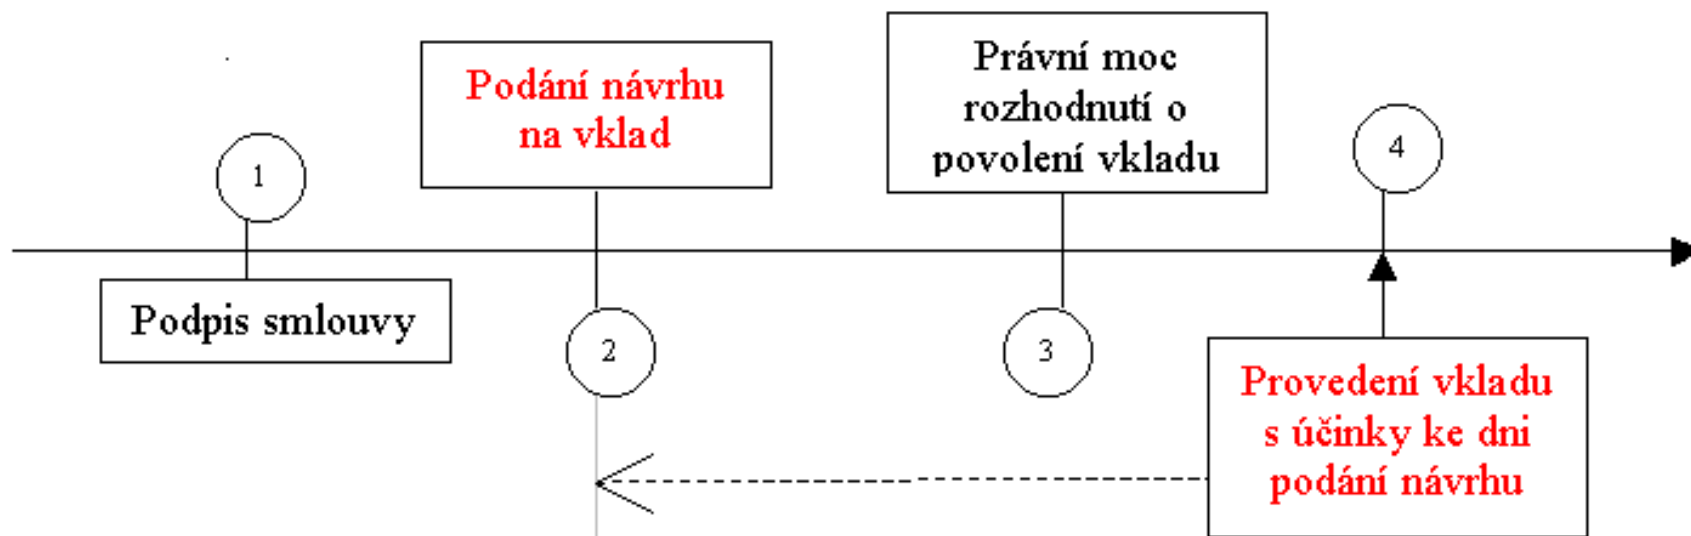 1
Podpis smlouvy
Podání návrhu
na vklad
2
Právní moc
rozhodnutí o
povolení vkladu
3
4
Provedení vkladu
s účinky ke dni
podání návrhu